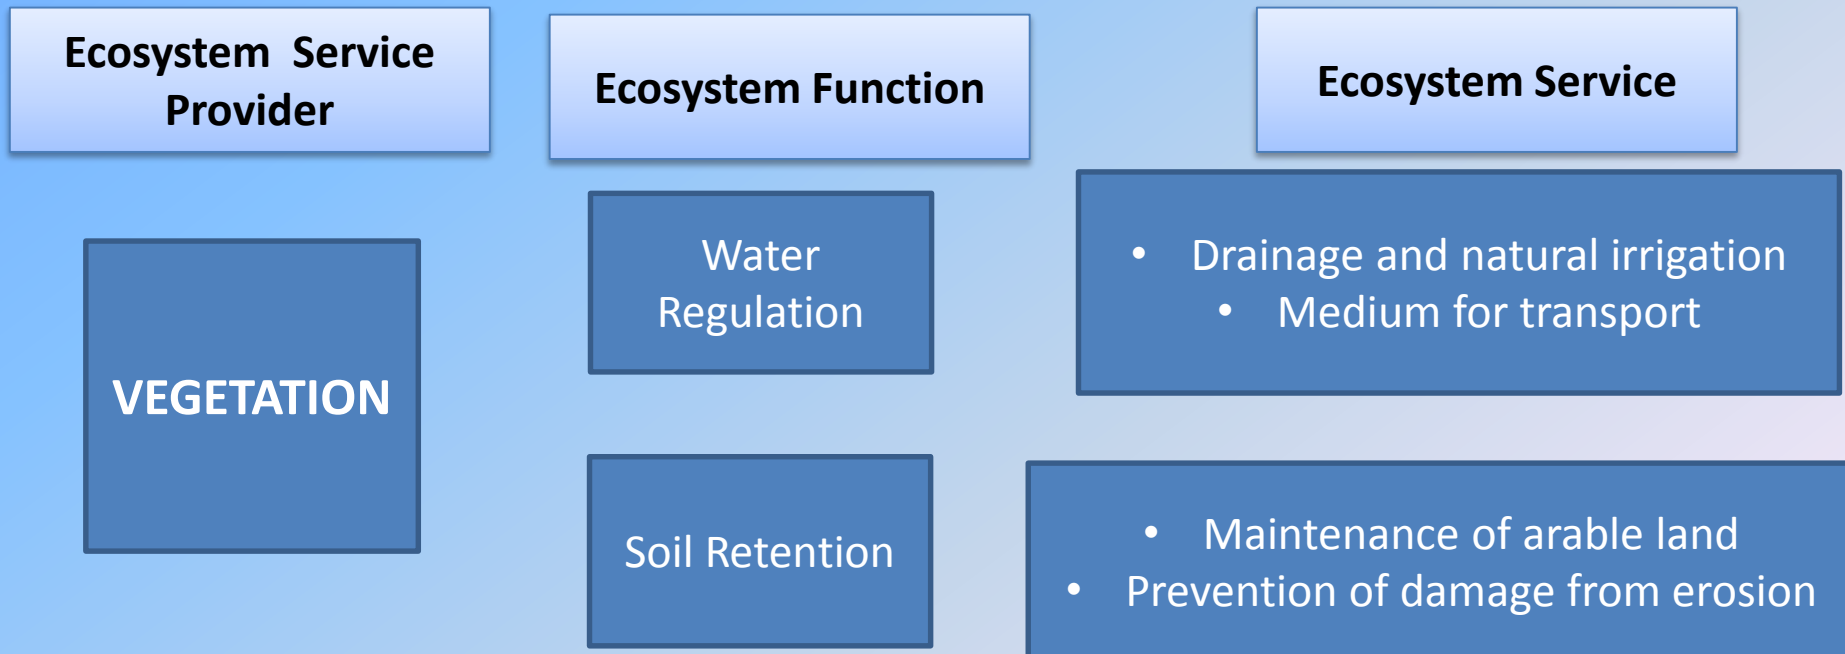 Ecosystem Service
Provider
Ecosystem Function
Ecosystem Service
VEGETATION
Water
Regulation
• Drainage and natural irrigation
• Medium for transport
Soil Retention
• Maintenance of arable land
• Prevention of damage from erosion